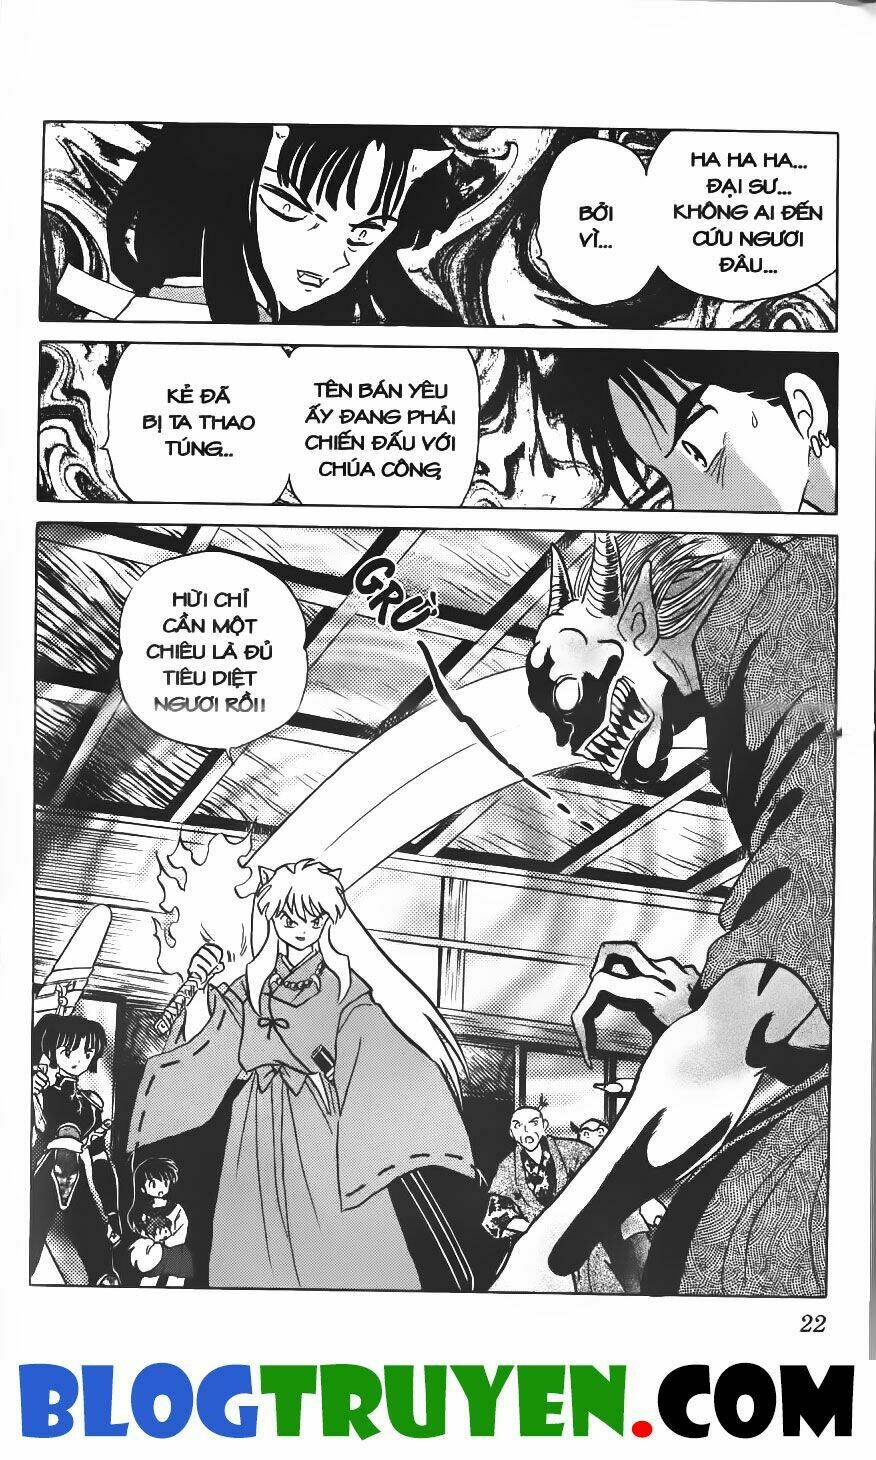 HA HA HA...
ĐẠI SƯ...
KHÔNG AI ĐẾN
CỨU NGƯƠI
ĐÂU...
BỞI
VÌ...
TÊN BÁN YÊU
ẤY ĐANG PHẢI
CHIẾN ĐẤU VỚI
CHÚA CÔNG,
KẺ ĐÃ
BỊ TA THAO
TÚNG...
GRỪ
HỪ! CHỈ
CẦN MỘT
CHIÊU LÀ ĐỦ
TIÊU DIỆT
NGƯƠI RỒI!
22
BLOGTRUYEN.COM